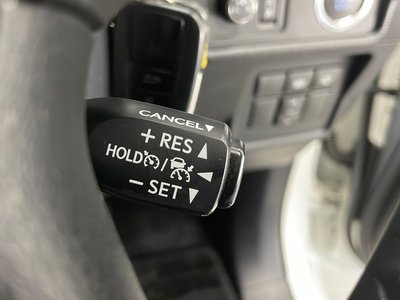 CANCEL▼
+ RES ▲
HOLD / ◀
− SET ▼